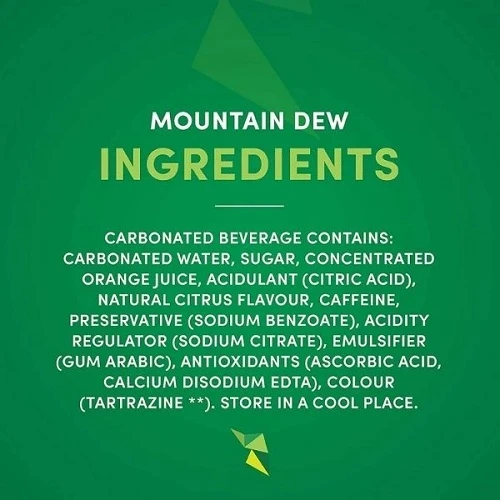 MOUNTAIN DEW
INGREDIENTS
CARBONATED BEVERAGE CONTAINS:
CARBONATED WATER, SUGAR, CONCENTRATED
ORANGE JUICE, ACIDULANT (CITRIC ACID),
NATURAL CITRUS FLAVOUR, CAFFEINE,
PRESERVATIVE (SODIUM BENZOATE), ACIDITY
REGULATOR (SODIUM CITRATE), EMULSIFIER
(GUM ARABIC), ANTIOXIDANTS (ASCORBIC ACID,
CALCIUM DISODIUM EDTA), COLOUR
(TARTRAZINE **). STORE IN A COOL PLACE.